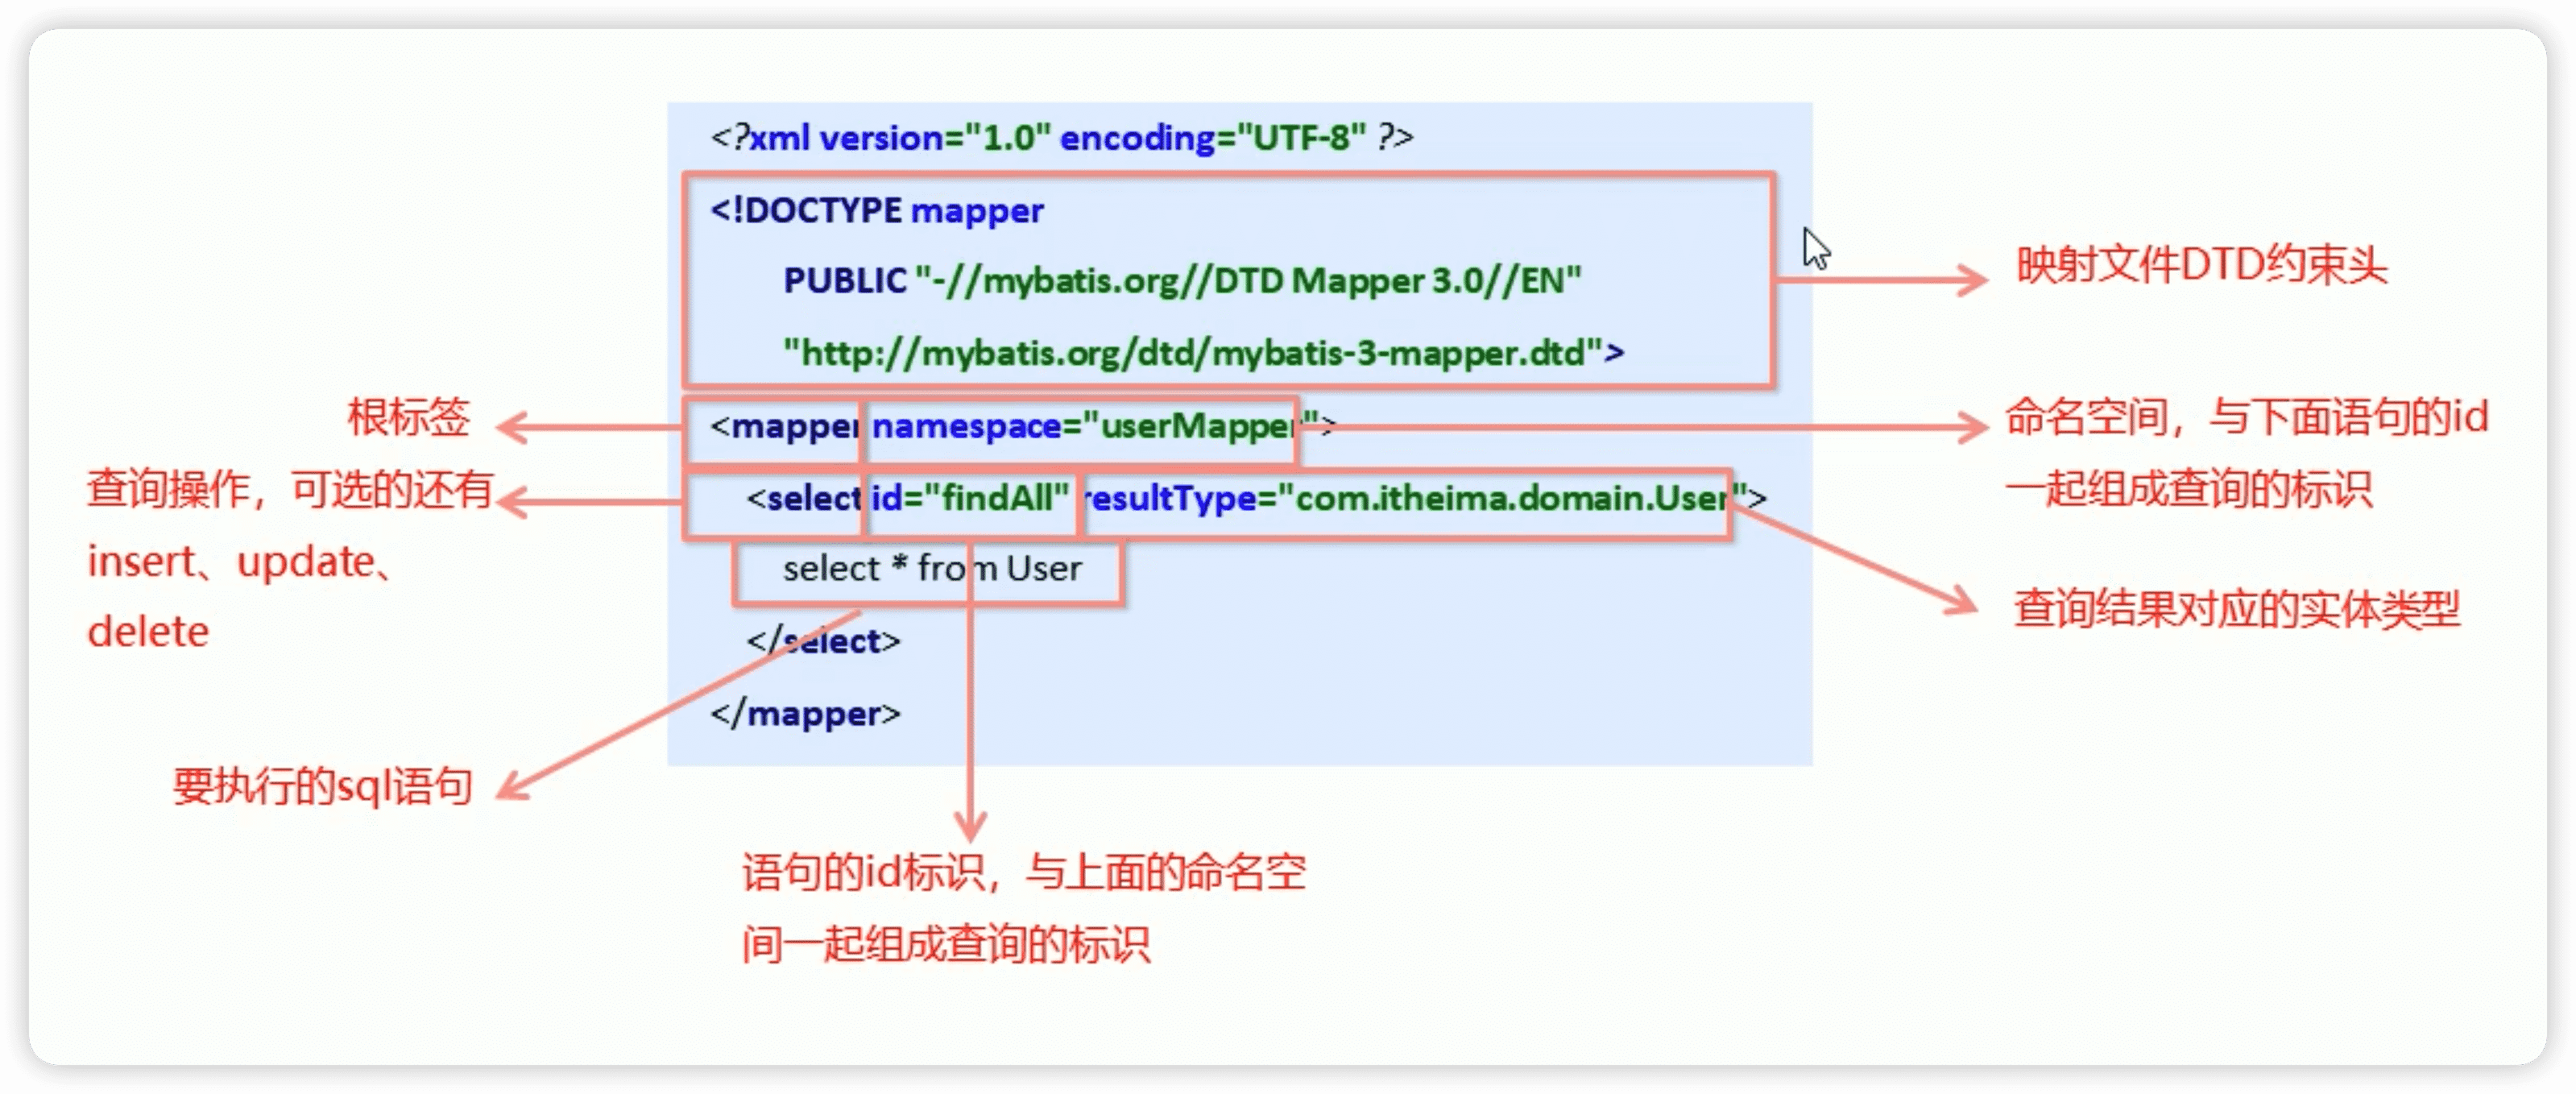 <?xml version="1.0" encoding="UTF-8" ?>
<!DOCTYPE mapper
PUBLIC "-//mybatis.org//DTD Mapper 3.0//EN"
"http://mybatis.org/dtd/mybatis-3-mapper.dtd">
映射文件DTD约束头
根标签
<mapper namespace="userMapper">
命名空间，与下面语句的id
一起组成查询的标识
查询操作，可选的还有
insert、update、
delete
<select id="findAll" resultType="com.itheima.domain.User">
查询结果对应的实体类型
select * from User
</select>
</mapper>
要执行的sql语句
语句的id标识，与上面的命名空
间一起组成查询的标识